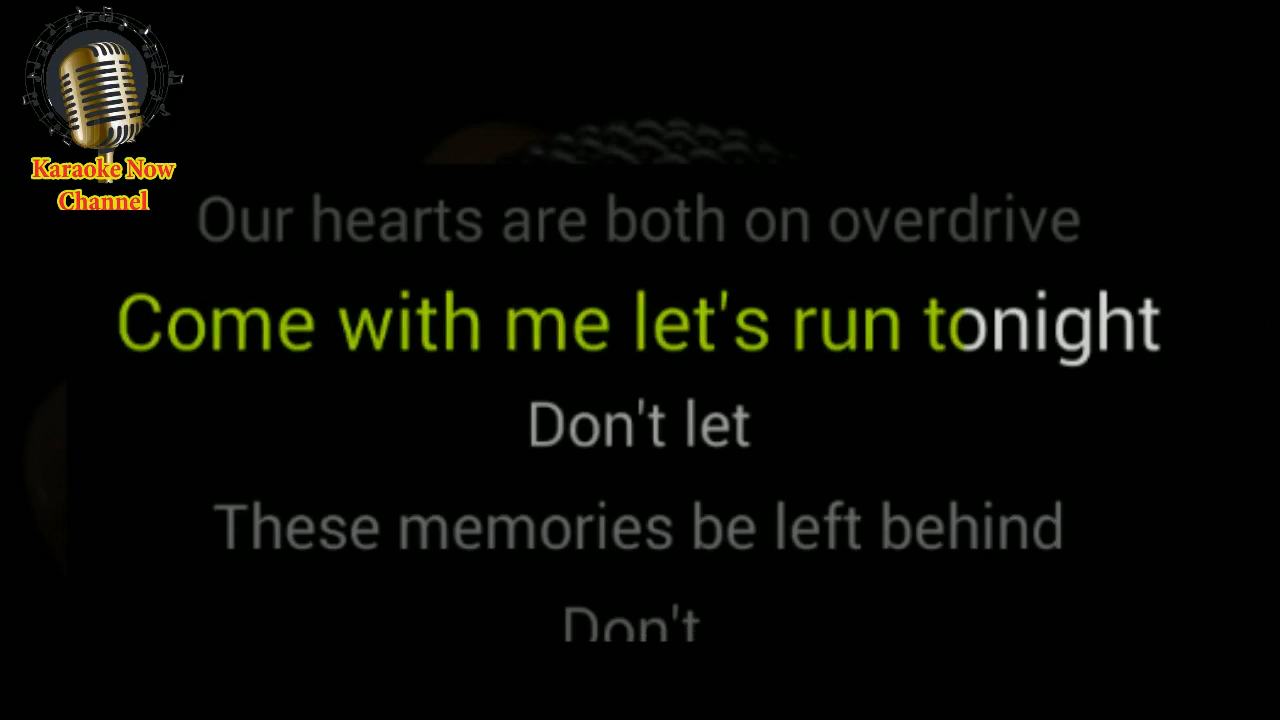 Karaoke Now
Channel
Our hearts are both on overdrive
Come with me let's run tonight
Don't let
These memories be left behind
Don't